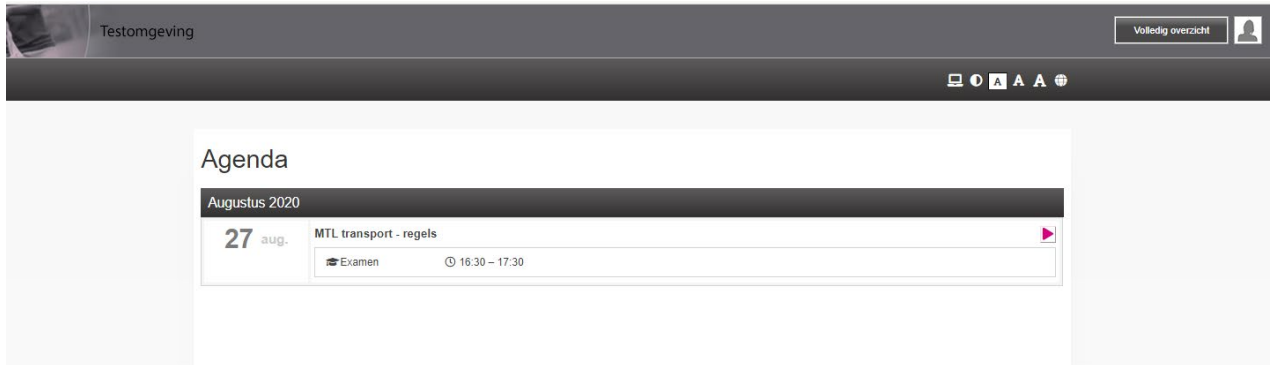 Testomgeving
Volledig overzicht
A A A
Agenda
Augustus 2020
27 aug.
MTL transport - regels
Examen 16:30 – 17:30